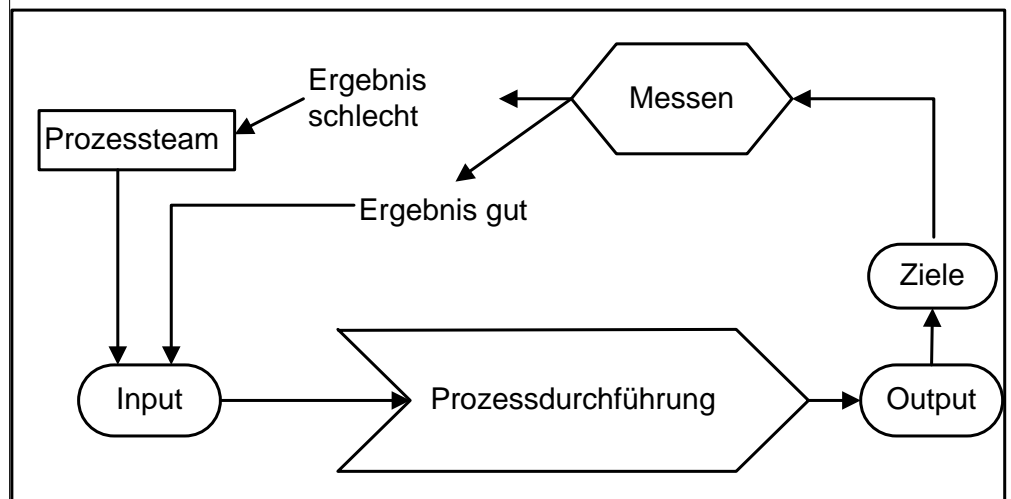 Ergebnis
schlecht
Messen
Prozessteam
Ergebnis gut
Ziele
Input
Prozessdurchführung
Output